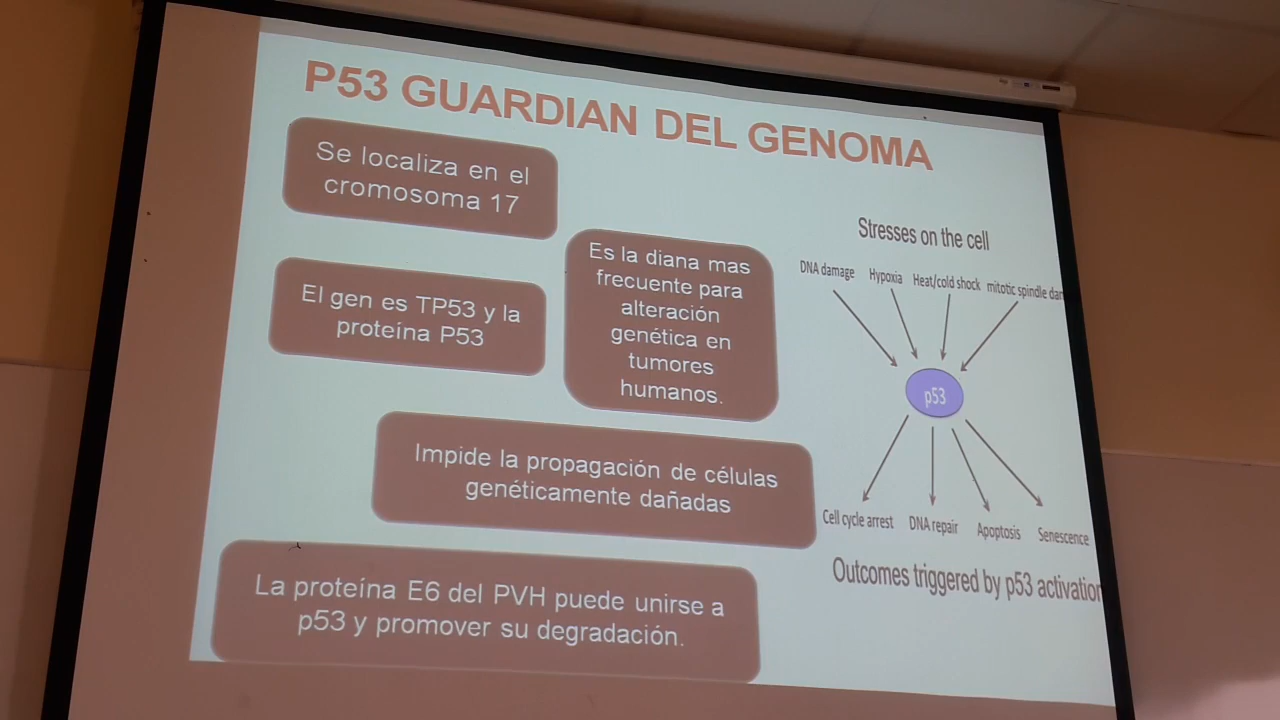 P53 GUARDIAN DEL GENOMA
Se localiza en el
cromosoma 17
El gen es TP53 y la
proteína P53
Es la diana mas
frecuente para
alteración
genética en
tumores
humanos.
Impide la propagación de células
genéticamente dañadas
La proteína E6 del PVH puede unirse a
p53 y promover su degradación.
Stresses on the cell
DNA damage Hypoxia Heat/cold shock mitotic spindle dam
p53
Cell cycle arrest DNA repair Apoptosis Senescence
Outcomes triggered by p53 activation